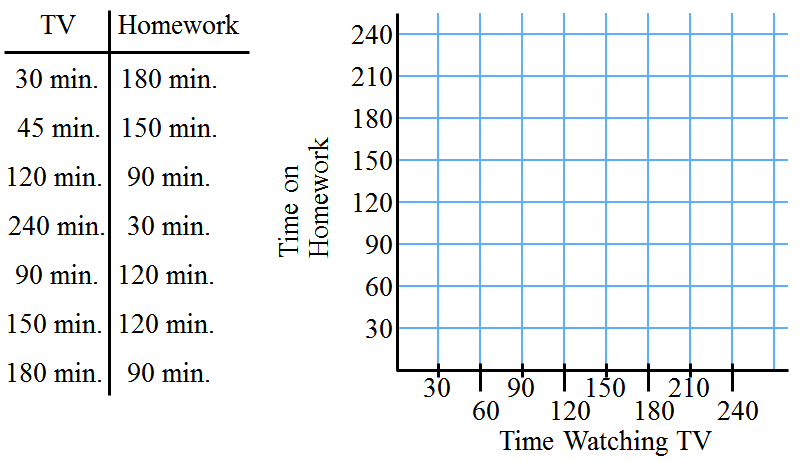 TV Homework
30 min. 180 min.
45 min. 150 min.
120 min. 90 min.
240 min. 30 min.
90 min. 120 min.
150 min. 120 min.
180 min. 90 min.
Time on
Homework
240
210
180
150
120
90
60
30
30 90 150 210
60 120 180 240
Time Watching TV